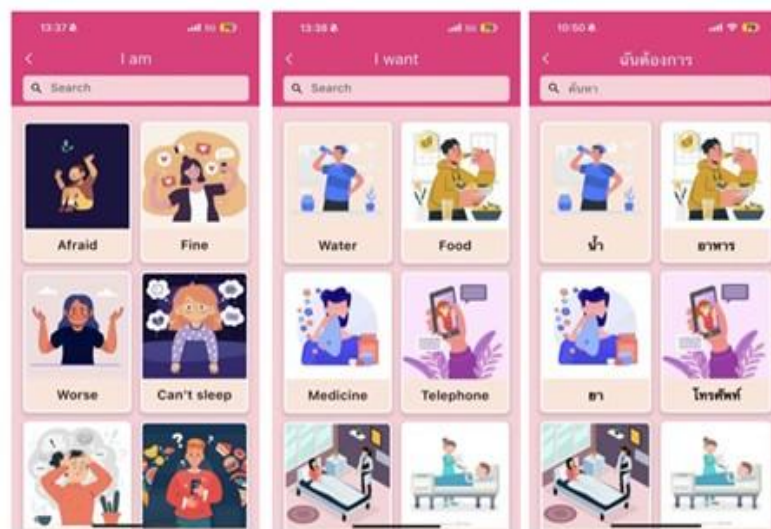 13:37
I am
Search
Afraid
Fine
Worse
Can't sleep
13:38
I want
Search
Water
Food
Medicine
Telephone
10:50
ฉันต้องการ
ค้นหา
น้ำ
อาหาร
ยา
โทรศัพท์